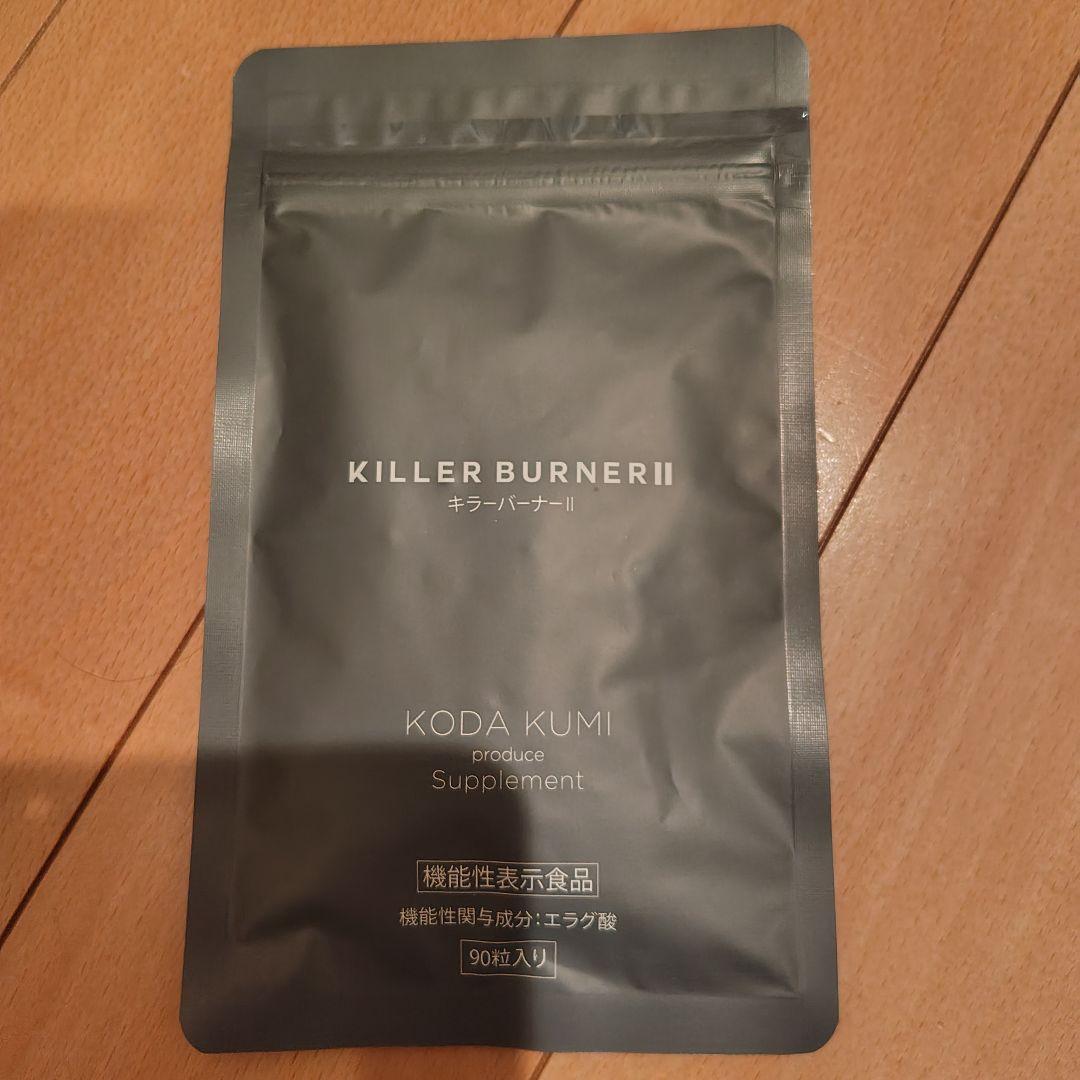 KILLER BURNERⅡ
キラーバーナーⅡ
KODA KUMI
produce
Supplement
機能性表示食品
機能性関与成分：エラグ酸
90粒入り